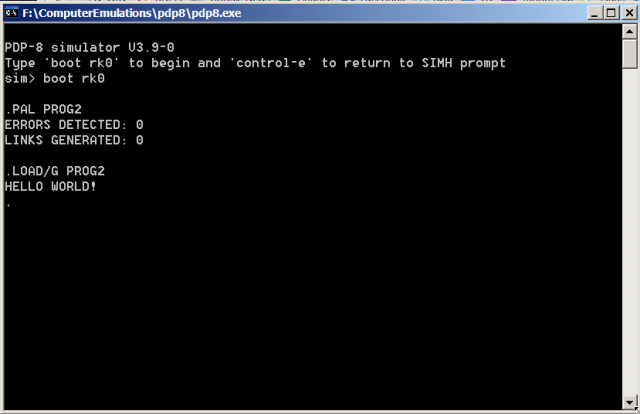 F:\ComputerEmulations\pdp8\pdp8.exe
PDP-8 simulator V3.9-0
Type 'boot rk0' to begin and 'control-e' to return to SIMH prompt
sim> boot rk0
.PAL PROG2
ERRORS DETECTED: 0
LINKS GENERATED: 0
.LOAD/G PROG2
HELLO WORLD!
.